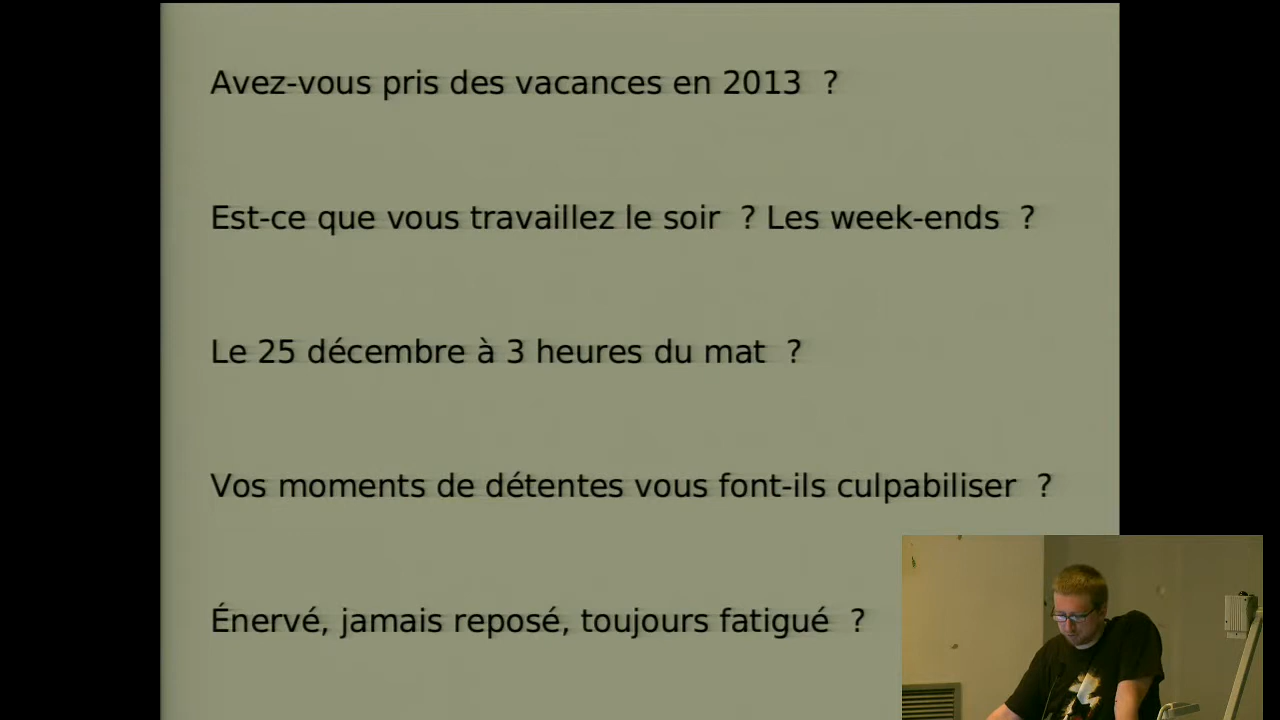 Avez-vous pris des vacances en 2013  ?
Est-ce que vous travaillez le soir  ? Les week-ends  ?
Le 25 décembre à 3 heures du mat  ?
Vos moments de détentes vous font-ils culpabiliser  ?
Énervé, jamais reposé, toujours fatigué  ?